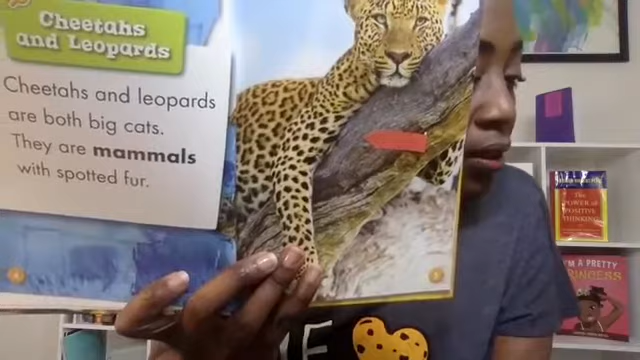 Cheetahs
and Leopards
Cheetahs and leopards
are both big cats.
They are mammals
with spotted fur.
The
POWER
of
POSITIVE
THINKING
I'M A PRETTY
PRINCESS